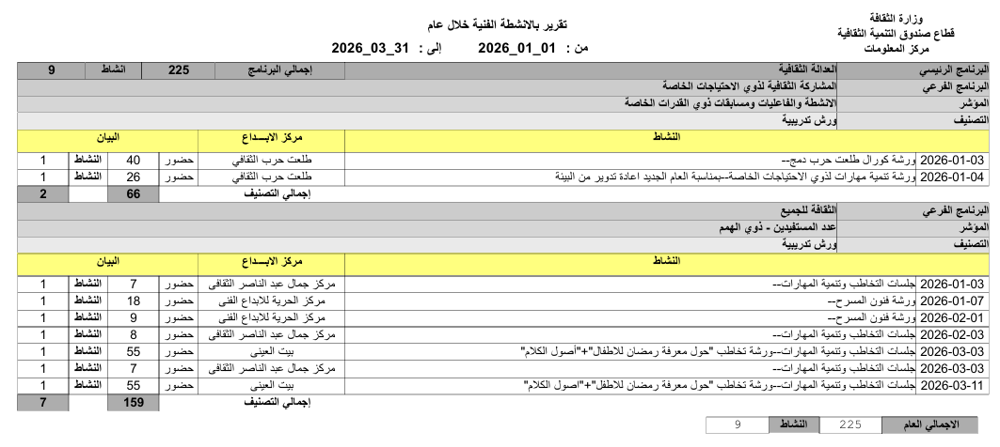 وزارة الثقافة
قطاع صندوق التنمية الثقافية
مركز المعلومات
تقرير بالانشطة الفنية خلال عام
من : 2026_01_01 إلى : 2026_03_31
البرنامج الرئيسي العدالة الثقافية إجمالي البرنامج 225 انشاط 9
البرنامج الفرعي المشاركة الثقافية لذوي الاحتياجات الخاصة
المؤشر الانشطة والفاعليات ومسابقات ذوي القدرات الخاصة
التصنيف ورش تدريبية
النشاط مركز الابـــداع البيان
2026-01-03 ورشة كورال طلعت حرب دمج-- طلعت حرب الثقافي حضور 40 النشاط 1
2026-01-04 ورشة تنمية مهارات لذوي الاحتياجات الخاصة--بمناسبة العام الجديد اعادة تدوير من البيئة طلعت حرب الثقافي حضور 26 النشاط 1
إجمالي التصنيف 66 2
البرنامج الفرعي الثقافة للجميع
المؤشر عدد المستفيدين - ذوي الهمم
التصنيف ورش تدريبية
النشاط مركز الابـــداع البيان
2026-01-03 جلسات التخاطب وتنمية المهارات-- مركز جمال عبد الناصر الثقافى حضور 7 النشاط 1
2026-01-07 ورشة فنون المسرح-- مركز الحرية للابداع الفنى حضور 18 النشاط 1
2026-02-01 ورشة فنون المسرح-- مركز الحرية للابداع الفنى حضور 9 النشاط 1
2026-02-03 جلسات التخاطب وتنمية المهارات-- مركز جمال عبد الناصر الثقافى حضور 8 النشاط 1
2026-03-03 جلسات التخاطب وتنمية المهارات--ورشة تخاطب "حول معرفة رمضان للاطفال"+"أصول الكلام" بيت العينى حضور 55 النشاط 1
2026-03-03 جلسات التخاطب وتنمية المهارات-- مركز جمال عبد الناصر الثقافى حضور 7 النشاط 1
2026-03-11 جلسات التخاطب وتنمية المهارات--ورشة تخاطب "حول معرفة رمضان للاطفل"+"اصول الكلام" بيت العينى حضور 55 النشاط 1
إجمالي التصنيف 159 7
الاجمالي العام 225 النشاط 9